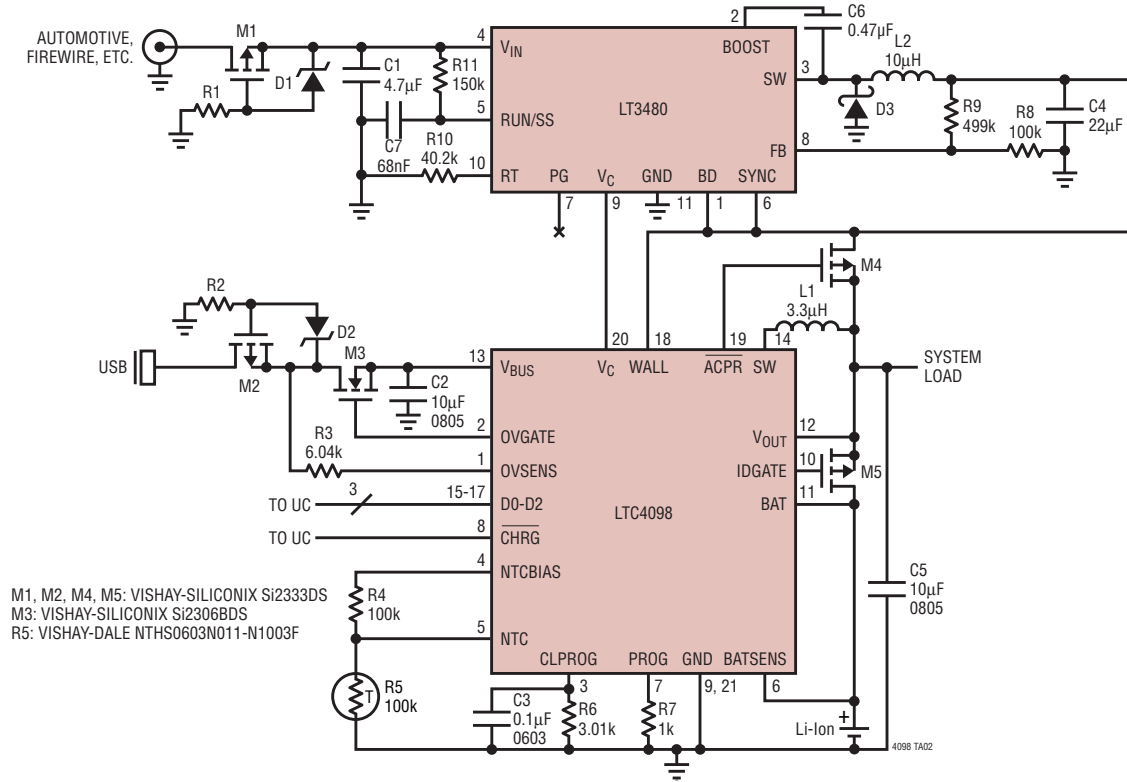 AUTOMOTIVE,
FIREWIRE, ETC.
M1
R1
D1
C1
4.7µF
C7
68nF
R11
150k
R10
40.2k
4
5
10
VIN
RUN/SS
RT
LT3480
PG
VC
GND
BD
SYNC
BOOST
SW
FB
7
9
11
1
6
2
3
8
C6
0.47µF
L2
10µH
D3
R9
499k
R8
100k
C4
22µF
M4
L1
3.3µH
USB
R2
M2
D2
M3
C2
10µF
0805
R3
6.04k
TO UC
3
TO UC
13
2
1
15-17
8
4
5
VBUS
OVGATE
OVSENS
D0-D2
CHRG
NTCBIAS
NTC
20
18
19
14
VC
WALL
ACPR
SW
LTC4098
VOUT
IDGATE
BAT
12
10
11
SYSTEM
LOAD
M5
C5
10µF
0805
CLPROG
PROG
GND
BATSENS
3
7
9, 21
6
R4
100k
T
R5
100k
C3
0.1µF
0603
R6
3.01k
R7
1k
Li-Ion
+
M1, M2, M4, M5: VISHAY-SILICONIX Si2333DS
M3: VISHAY-SILICONIX Si2306BDS
R5: VISHAY-DALE NTHS0603N011-N1003F
4098 TA02